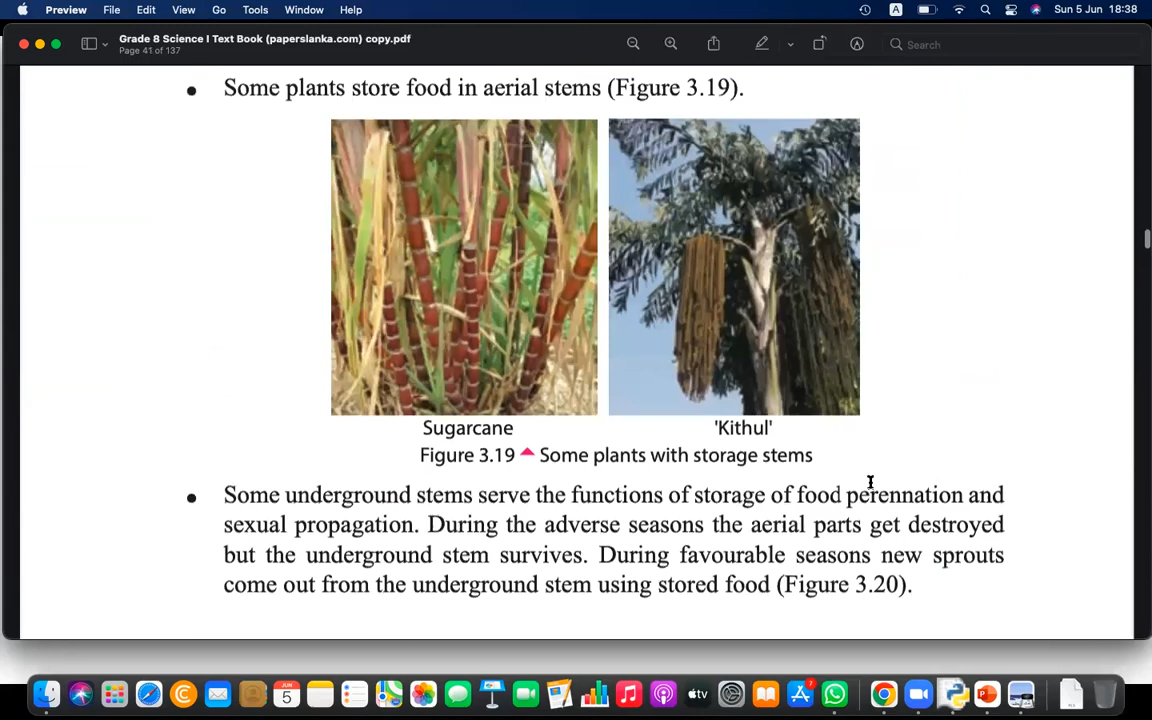 Preview File Edit View Go Tools Window Help A Sun 5 Jun 18:38
Grade 8 Science I Text Book (paperslanka.com) copy.pdf
Page 41 of 137
Search
• Some plants store food in aerial stems (Figure 3.19).
Sugarcane 'Kithul'
Figure 3.19 Some plants with storage stems
• Some underground stems serve the functions of storage of food perennation and
sexual propagation. During the adverse seasons the aerial parts get destroyed
but the underground stem survives. During favourable seasons new sprouts
come out from the underground stem using stored food (Figure 3.20).
JUN
5
tv
7